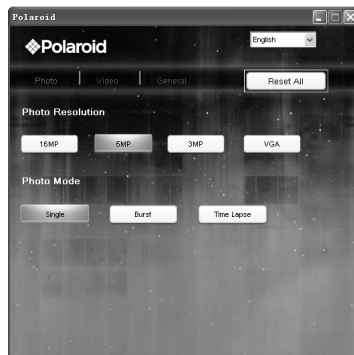 Polaroid
Polaroid
English
Photo Video General Reset All
Photo Resolution
16MP 5MP 3MP VGA
Photo Mode
Single Burst Time Lapse